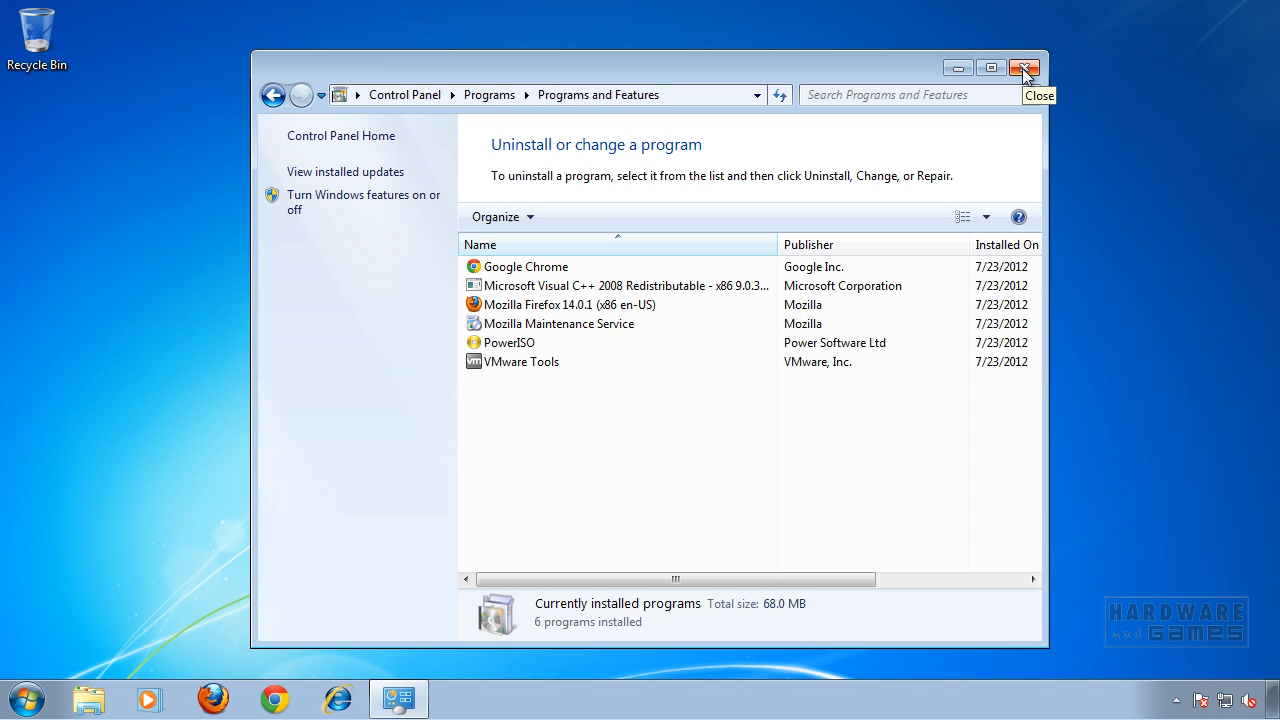 Recycle Bin
Close
Control Panel Programs Programs and Features
Search Programs and Features
Control Panel Home
View installed updates
Turn Windows features on or
off
Uninstall or change a program
To uninstall a program, select it from the list and then click Uninstall, Change, or Repair.
Organize
Name Publisher Installed On
Google Chrome Google Inc. 7/23/2012
Microsoft Visual C++ 2008 Redistributable - x86 9.0.3... Microsoft Corporation 7/23/2012
Mozilla Firefox 14.0.1 (x86 en-US) Mozilla 7/23/2012
Mozilla Maintenance Service Mozilla 7/23/2012
PowerISO Power Software Ltd 7/23/2012
vm VMware Tools VMware, Inc. 7/23/2012
Currently installed programs Total size: 68.0 MB
6 programs installed
HARDWARE
and GAMES